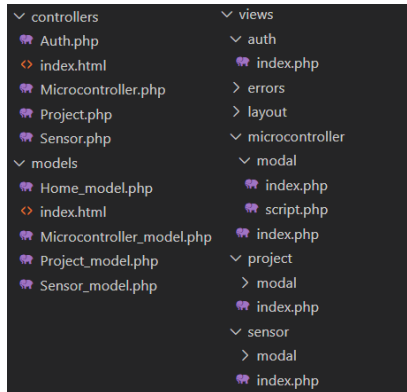 controllers
Auth.php
index.html
Microcontroller.php
Project.php
Sensor.php
models
Home_model.php
index.html
Microcontroller_model.php
Project_model.php
Sensor_model.php
views
auth
index.php
errors
layout
microcontroller
modal
index.php
script.php
index.php
project
modal
index.php
sensor
modal
index.php